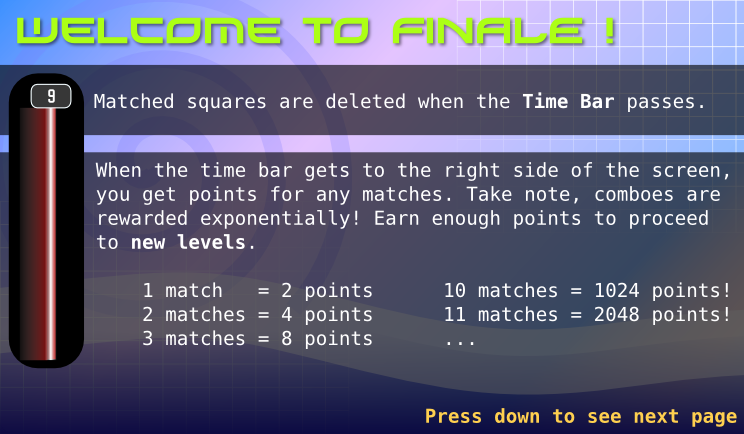 WELCOME TO FINALE !
9
Matched squares are deleted when the Time Bar passes.
When the time bar gets to the right side of the screen,
you get points for any matches. Take note, comboes are
rewarded exponentially! Earn enough points to proceed
to new levels.
1 match = 2 points 10 matches = 1024 points!
2 matches = 4 points 11 matches = 2048 points!
3 matches = 8 points ...
Press down to see next page